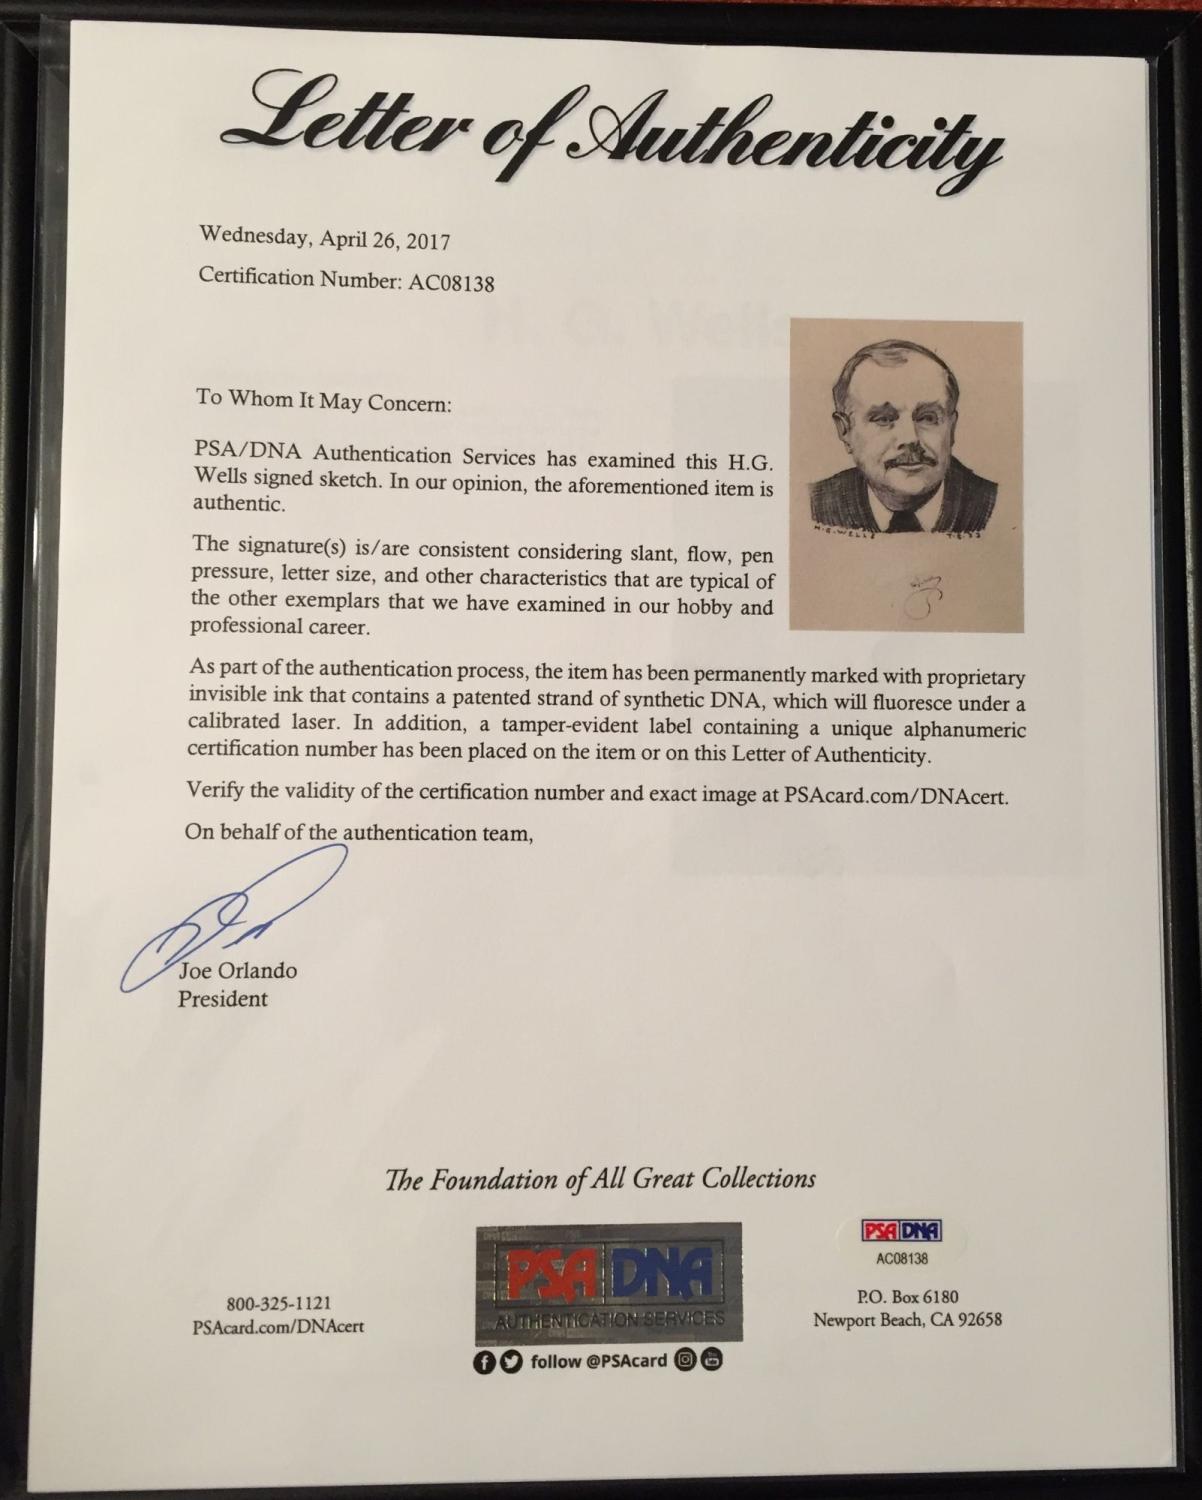 Letter of Authenticity
Wednesday, April 26, 2017
Certification Number: AC08138
H. G. Wells
To Whom It May Concern:
PSA/DNA Authentication Services has examined this H.G.
Wells signed sketch. In our opinion, the aforementioned item is
authentic.
The signature(s) is/are consistent considering slant, flow, pen
pressure, letter size, and other characteristics that are typical of
the other exemplars that we have examined in our hobby and
professional career.
H.G.WELLS
As part of the authentication process, the item has been permanently marked with proprietary
invisible ink that contains a patented strand of synthetic DNA, which will fluoresce under a
calibrated laser. In addition, a tamper-evident label containing a unique alphanumeric
certification number has been placed on the item or on this Letter of Authenticity.
Verify the validity of the certification number and exact image at PSAcard.com/DNAcert.
On behalf of the authentication team,
Joe Orlando
President
The Foundation of All Great Collections
800-325-1121
PSAcard.com/DNAcert
PSA DNA
AUTHENTICATION SERVICES
follow @PSAcard
PSA DNA
AC08138
P.O. Box 6180
Newport Beach, CA 92658